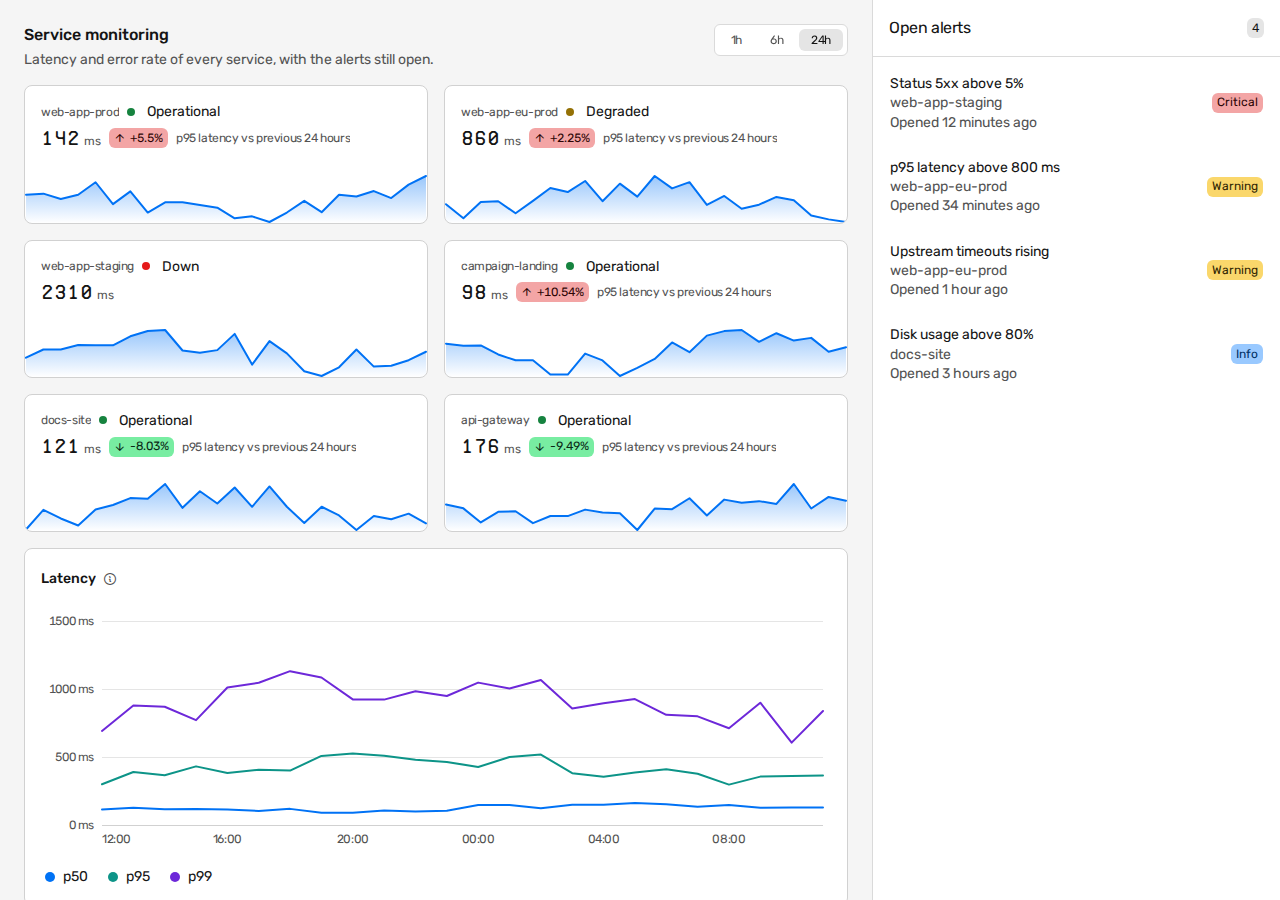 Service monitoring
Latency and error rate of every service, with the alerts still open.
1h 6h 24h
web-app-prod Operational
142 ms +5.5% p95 latency vs previous 24 hours
web-app-eu-prod Degraded
860 ms +2.25% p95 latency vs previous 24 hours
web-app-staging Down
2310 ms
campaign-landing Operational
98 ms +10.54% p95 latency vs previous 24 hours
docs-site Operational
121 ms -8.03% p95 latency vs previous 24 hours
api-gateway Operational
176 ms -9.49% p95 latency vs previous 24 hours
Latency
1500 ms
1000 ms
500 ms
0 ms
12:00 16:00 20:00 00:00 04:00 08:00
p50 p95 p99
Open alerts 4
Status 5xx above 5%
web-app-staging
Opened 12 minutes ago
Critical
p95 latency above 800 ms
web-app-eu-prod
Opened 34 minutes ago
Warning
Upstream timeouts rising
web-app-eu-prod
Opened 1 hour ago
Warning
Disk usage above 80%
docs-site
Opened 3 hours ago
Info